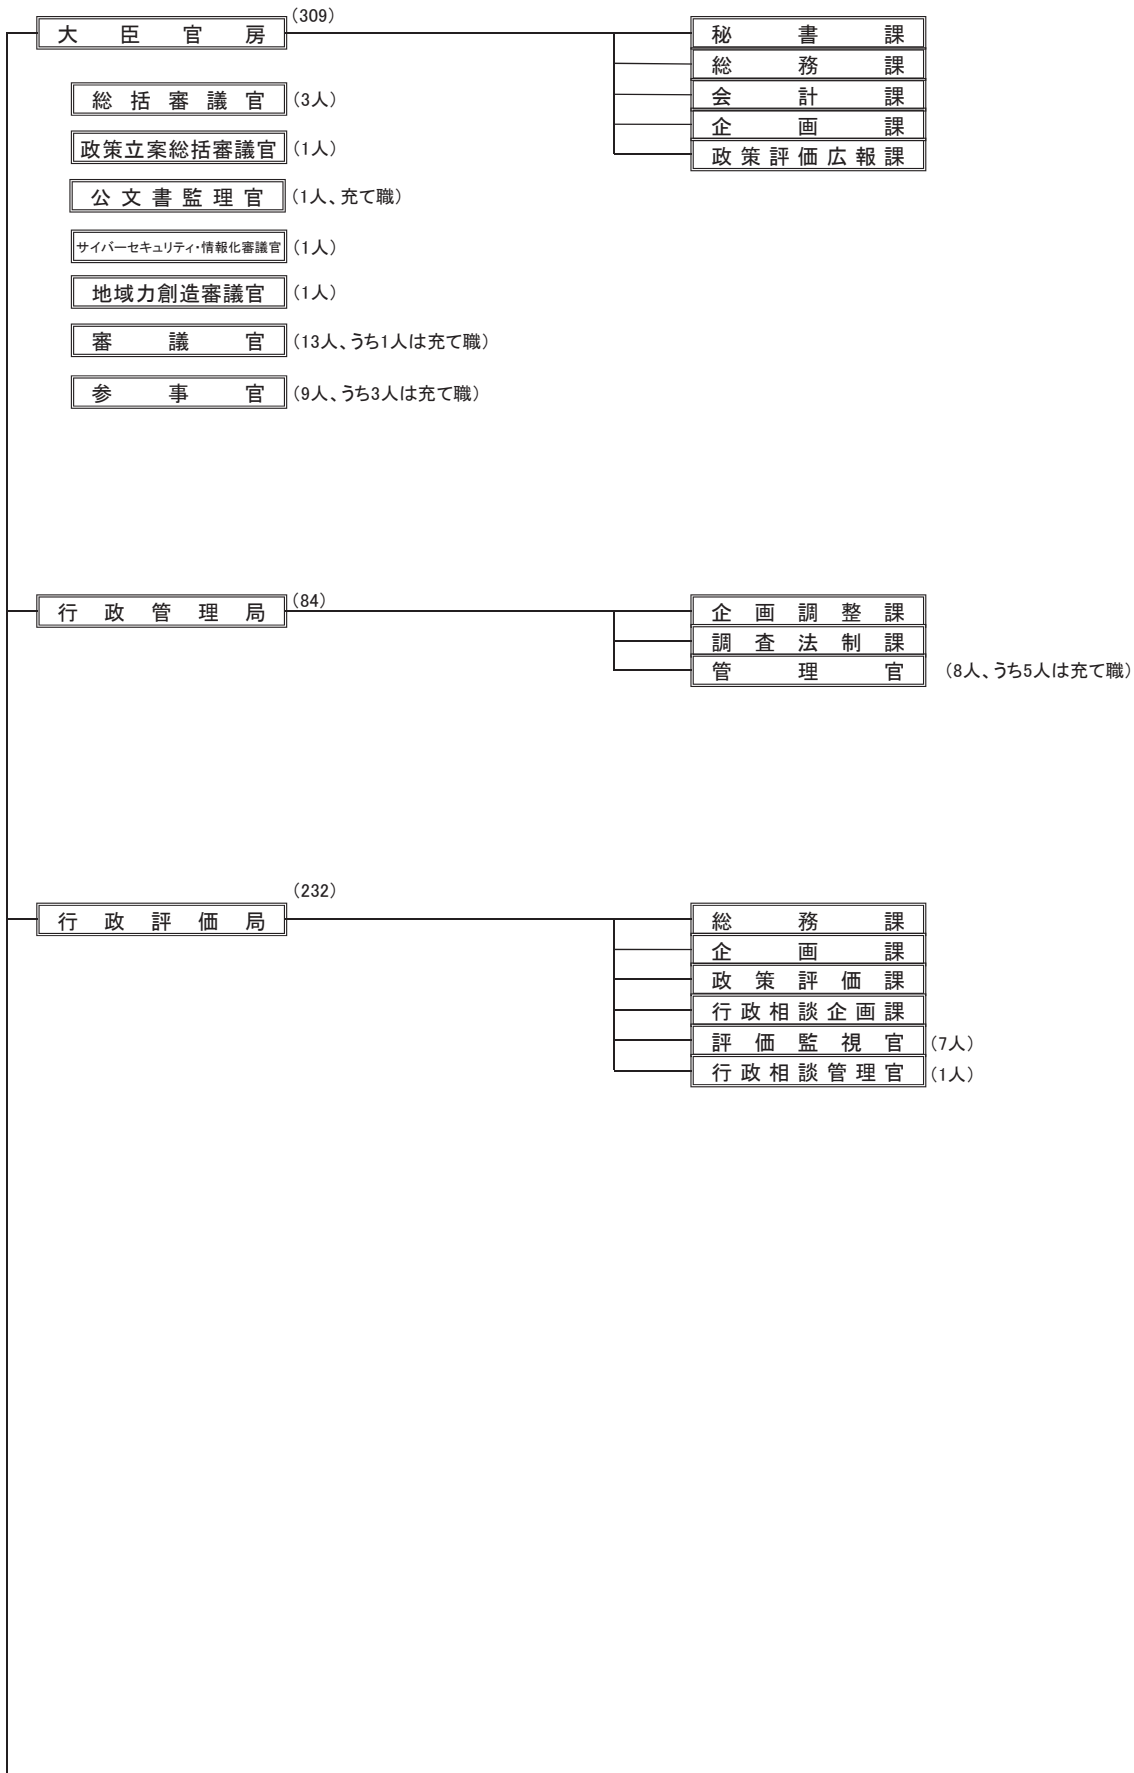 大臣官房 (309)
秘書課
総務課
会計課
企画課
政策評価広報課
総括審議官 (3人)
政策立案総括審議官 (1人)
公文書監理官 (1人、充て職)
サイバーセキュリティ・情報化審議官 (1人)
地域力創造審議官 (1人)
審議官 (13人、うち1人は充て職)
参事官 (9人、うち3人は充て職)
行政管理局 (84)
企画調整課
調査法制課
管理官 (8人、うち5人は充て職)
行政評価局 (232)
総務課
企画課
政策評価課
行政相談企画課
評価監視官 (7人)
行政相談管理官 (1人)